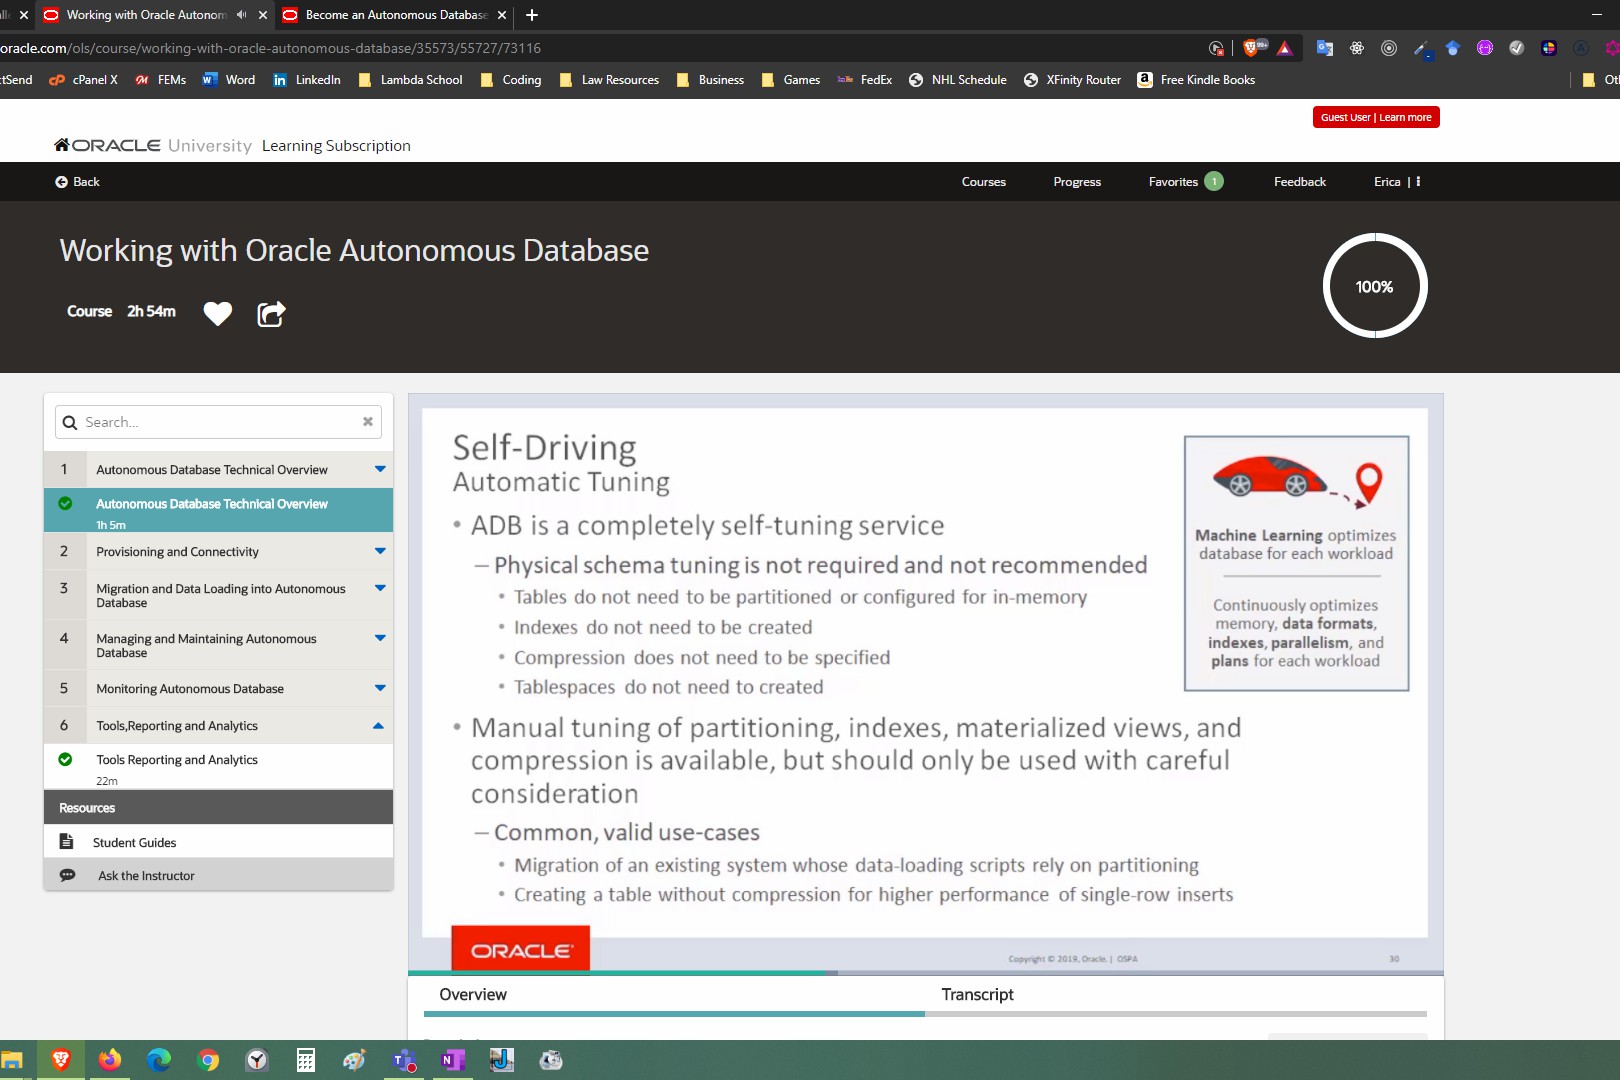 Working with Oracle Autonom
Become an Autonomous Database
oracle.com/ols/course/working-with-oracle-autonomous-database/35573/55727/73116
99+
ctSend
cPanel X
FEMs
Word
LinkedIn
Lambda School
Coding
Law Resources
Business
Games
FedEx
NHL Schedule
XFinity Router
Free Kindle Books
Guest User | Learn more
ORACLE University Learning Subscription
Back
Courses
Progress
Favorites 1
Feedback
Erica |
Working with Oracle Autonomous Database
Course 2h 54m
100%
Search...
1 Autonomous Database Technical Overview
Autonomous Database Technical Overview
1h 5m
2 Provisioning and Connectivity
3 Migration and Data Loading into Autonomous
Database
4 Managing and Maintaining Autonomous
Database
5 Monitoring Autonomous Database
6 Tools,Reporting and Analytics
Tools Reporting and Analytics
22m
Resources
Student Guides
Ask the Instructor
Self-Driving
Automatic Tuning
• ADB is a completely self-tuning service
– Physical schema tuning is not required and not recommended
• Tables do not need to be partitioned or configured for in-memory
• Indexes do not need to be created
• Compression does not need to be specified
• Tablespaces do not need to created
• Manual tuning of partitioning, indexes, materialized views, and
compression is available, but should only be used with careful
consideration
– Common, valid use-cases
• Migration of an existing system whose data-loading scripts rely on partitioning
• Creating a table without compression for higher performance of single-row inserts
Machine Learning optimizes
database for each workload
Continuously optimizes
memory, data formats,
indexes, parallelism, and
plans for each workload
ORACLE
Copyright © 2019, Oracle. | OSPA
30
Overview
Transcript